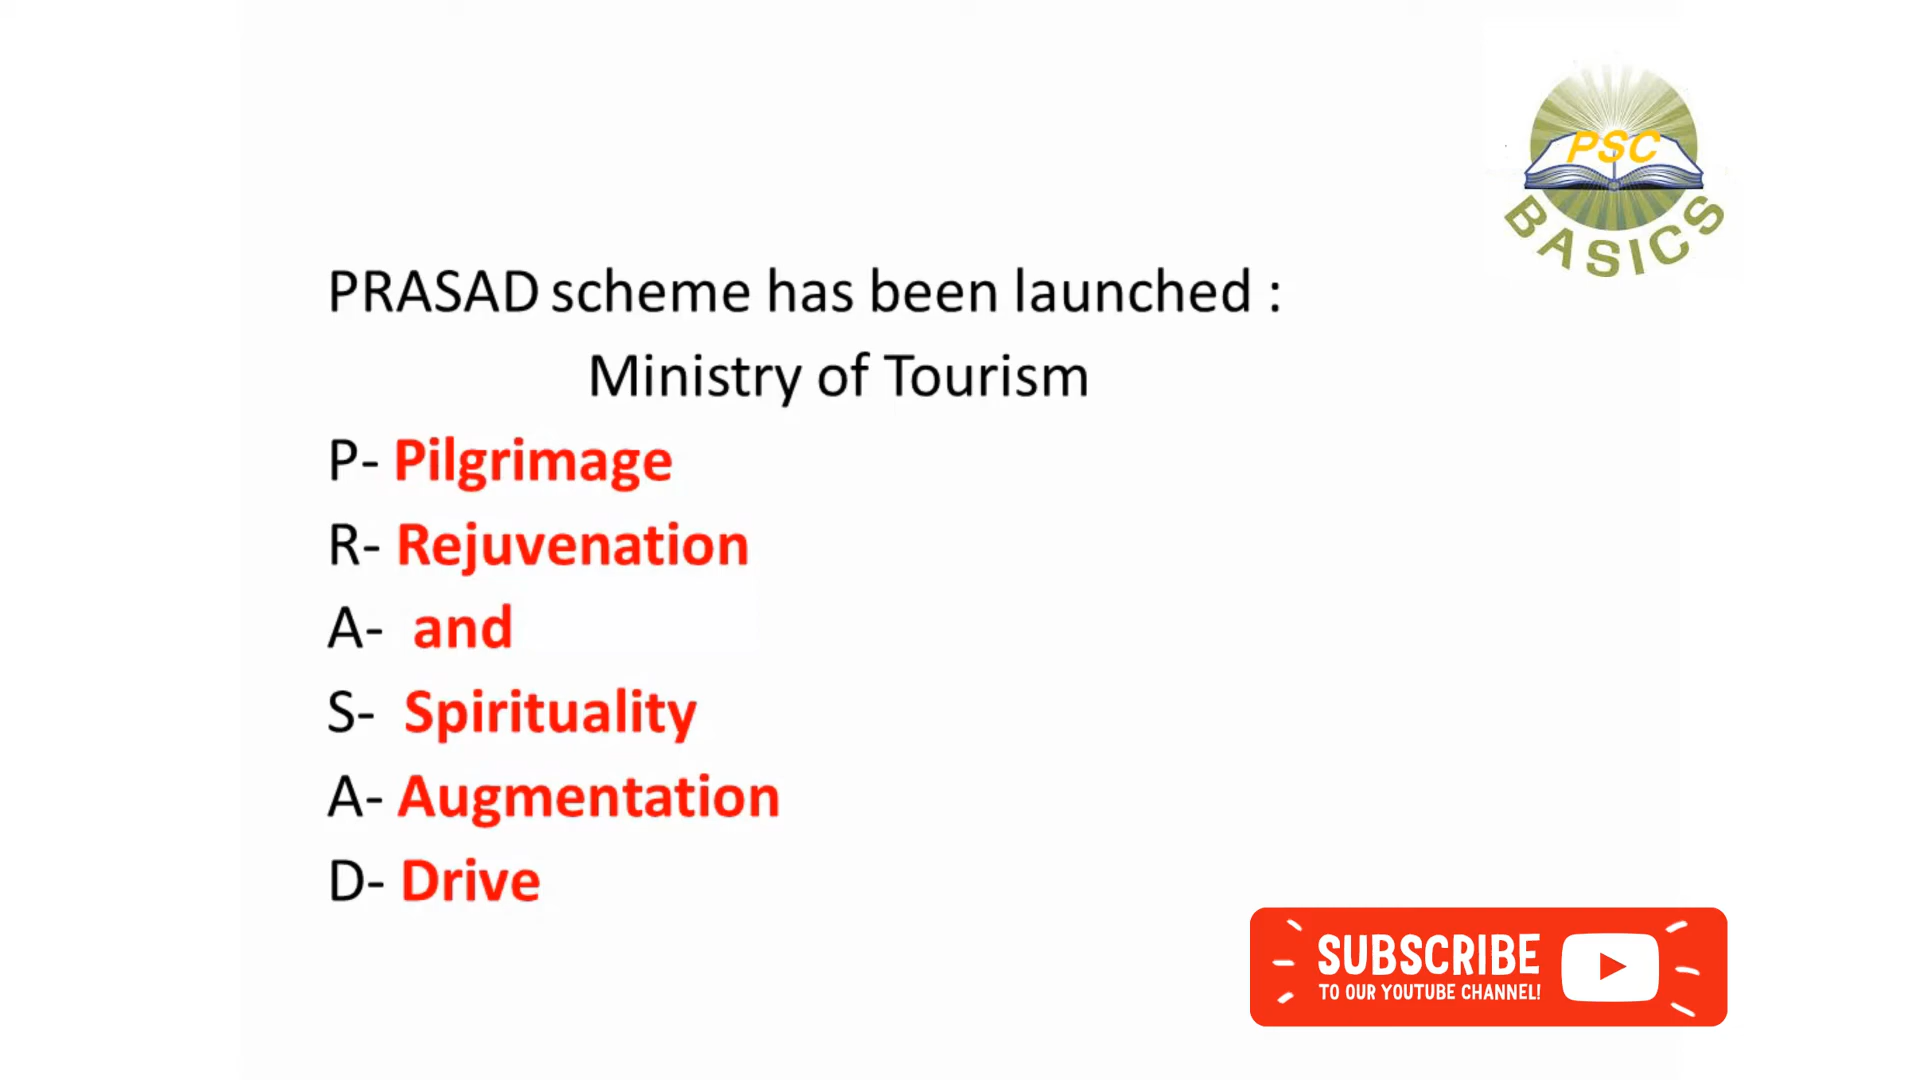 PSC
BASICS
PRASAD scheme has been launched :
Ministry of Tourism
P- Pilgrimage
R- Rejuvenation
A- and
S- Spirituality
A- Augmentation
D- Drive
SUBSCRIBE
TO OUR YOUTUBE CHANNEL!